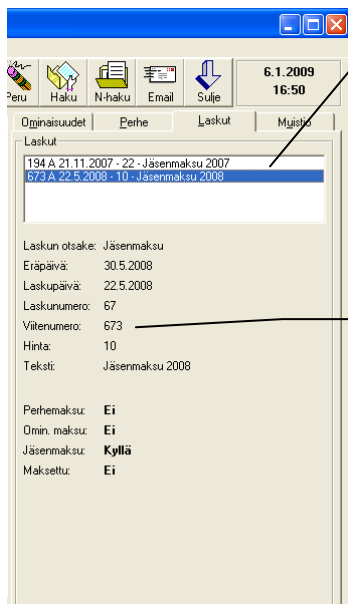 Peru Haku N-haku Email Sulje
6.1.2009
16:50
Ominaisuudet Perhe Laskut Muistio
Laskut
194 A 21.11.2007 - 22 - Jäsenmaksu 2007
673 A 22.5.2008 - 10 - Jäsenmaksu 2008
Laskun otsake: Jäsenmaksu
Eräpäivä: 30.5.2008
Laskupäivä: 22.5.2008
Laskunumero: 67
Viitenumero: 673
Hinta: 10
Teksti: Jäsenmaksu 2008
Perhemaksu: Ei
Omin. maksu: Ei
Jäsenmaksu: Kyllä
Maksettu: Ei